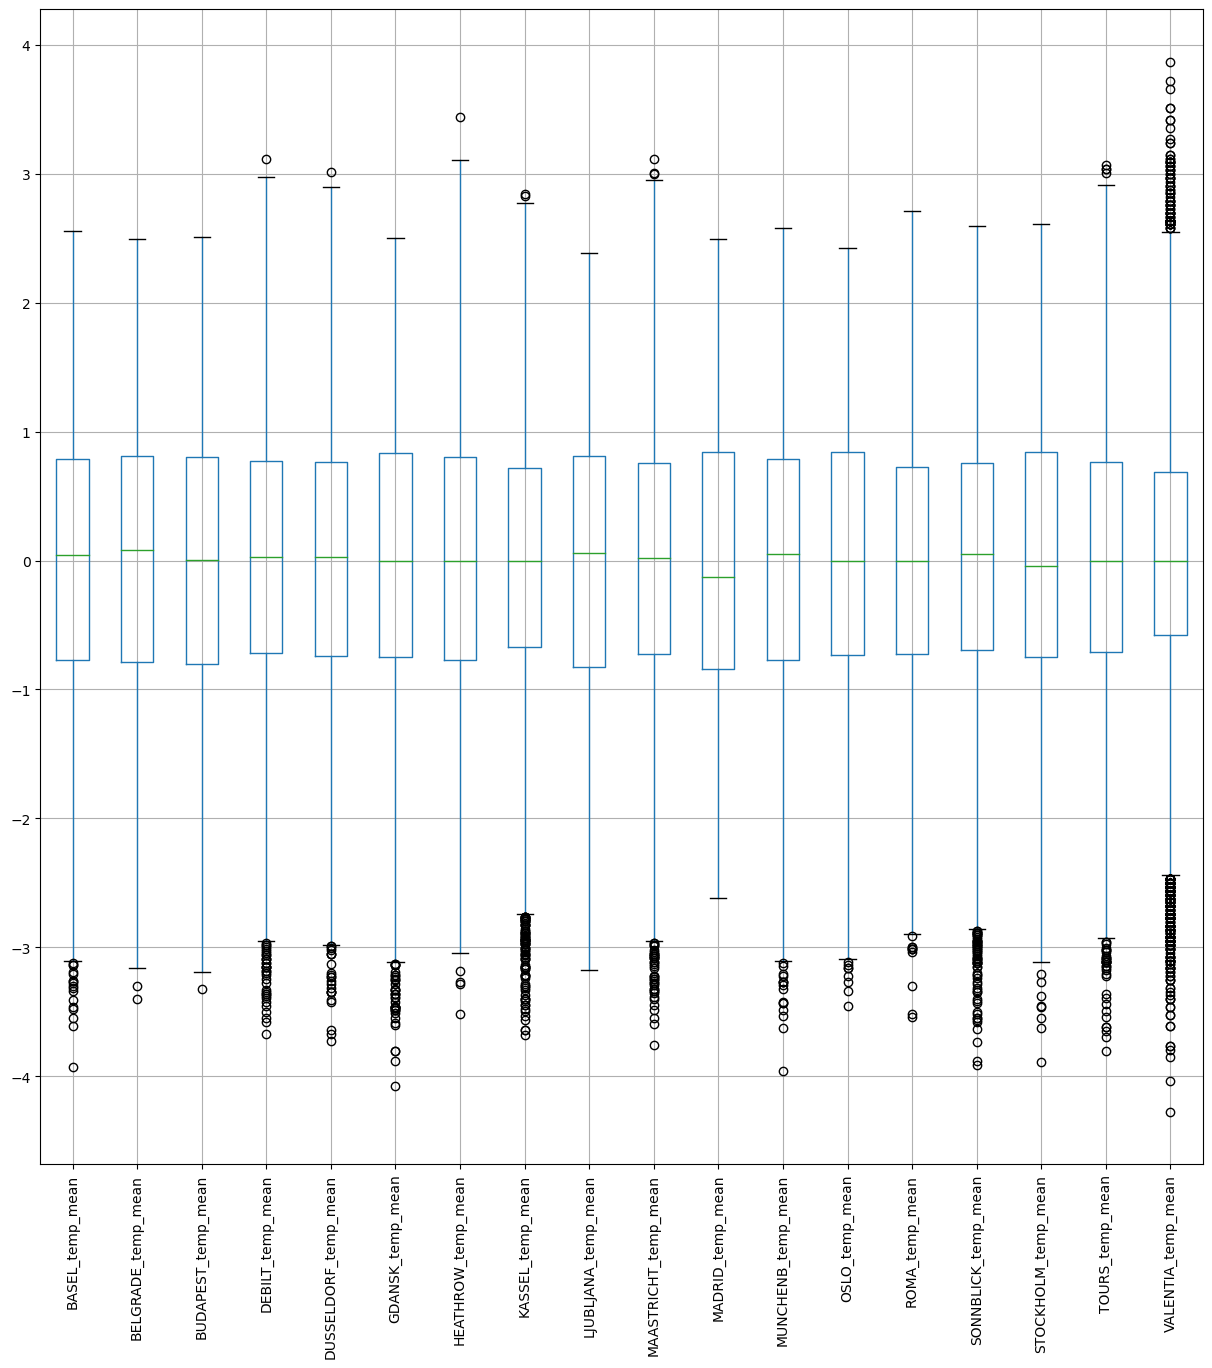 4
3
2
1
0
−1
−2
−3
−4
BASEL_temp_mean
BELGRADE_temp_mean
BUDAPEST_temp_mean
DEBILT_temp_mean
DUSSELDORF_temp_mean
GDANSK_temp_mean
HEATHROW_temp_mean
KASSEL_temp_mean
LJUBLJANA_temp_mean
MAASTRICHT_temp_mean
MADRID_temp_mean
MUNCHENB_temp_mean
OSLO_temp_mean
ROMA_temp_mean
SONNBLICK_temp_mean
STOCKHOLM_temp_mean
TOURS_temp_mean
VALENTIA_temp_mean